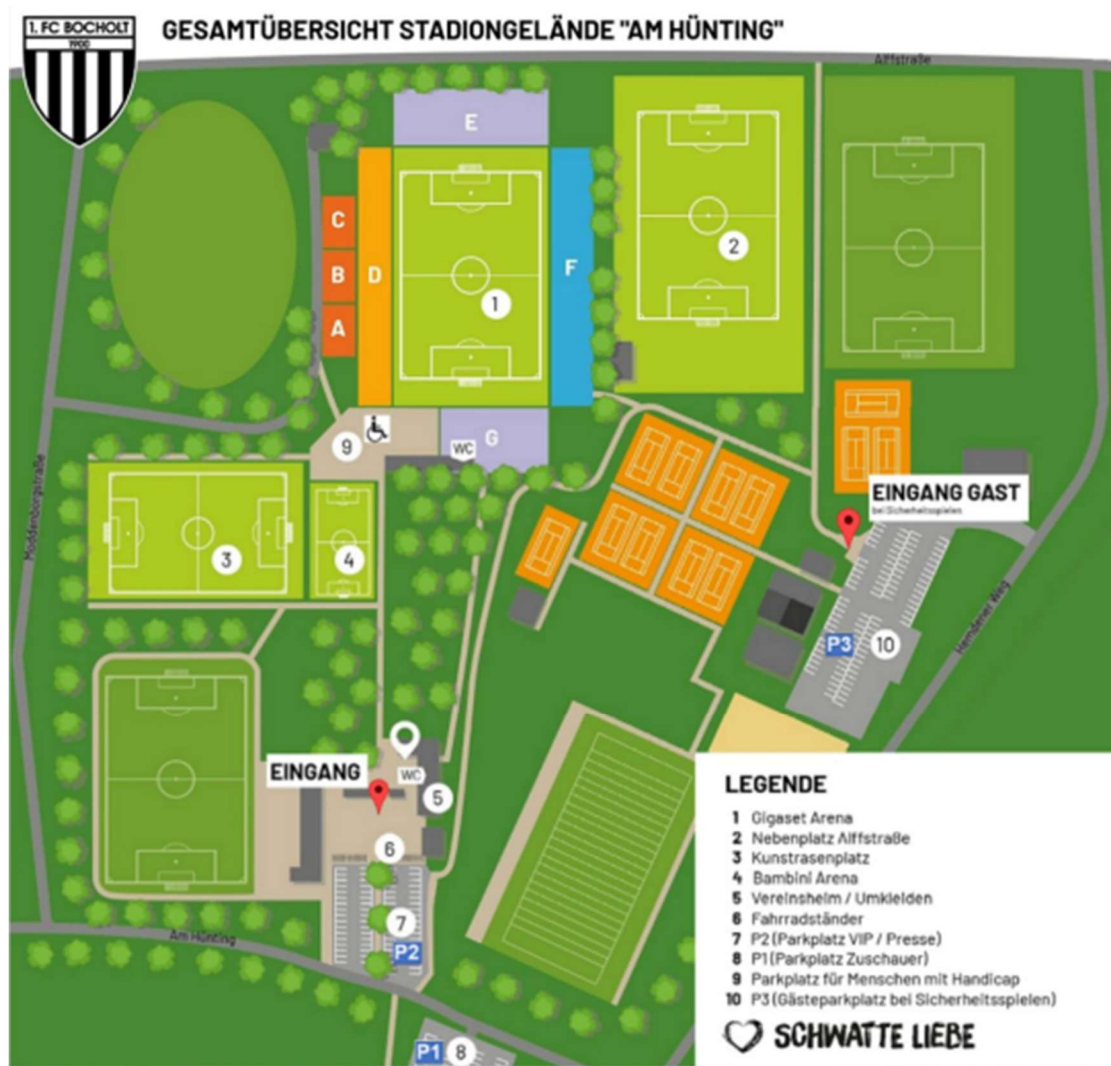 1. FC BOCHOLT
1900
GESAMTÜBERSICHT STADIONGELÄNDE "AM HÜNTING"
Alffstraße
E
C
B
A
D
F
1
2
9
G
WC
3
4
EINGANG GAST
bei Sicherheitsspielen
Moddenborgstraße
Hemdener Weg
P3
10
EINGANG
WC
5
6
7
P2
Am Hünting
P1
8
LEGENDE
1 Gigaset Arena
2 Nebenplatz Alffstraße
3 Kunstrasenplatz
4 Bambini Arena
5 Vereinsheim / Umkleiden
6 Fahrradständer
7 P2 (Parkplatz VIP / Presse)
8 P1 (Parkplatz Zuschauer)
9 Parkplatz für Menschen mit Handicap
10 P3 (Gästeparkplatz bei Sicherheitsspielen)
SCHWATTE LIEBE